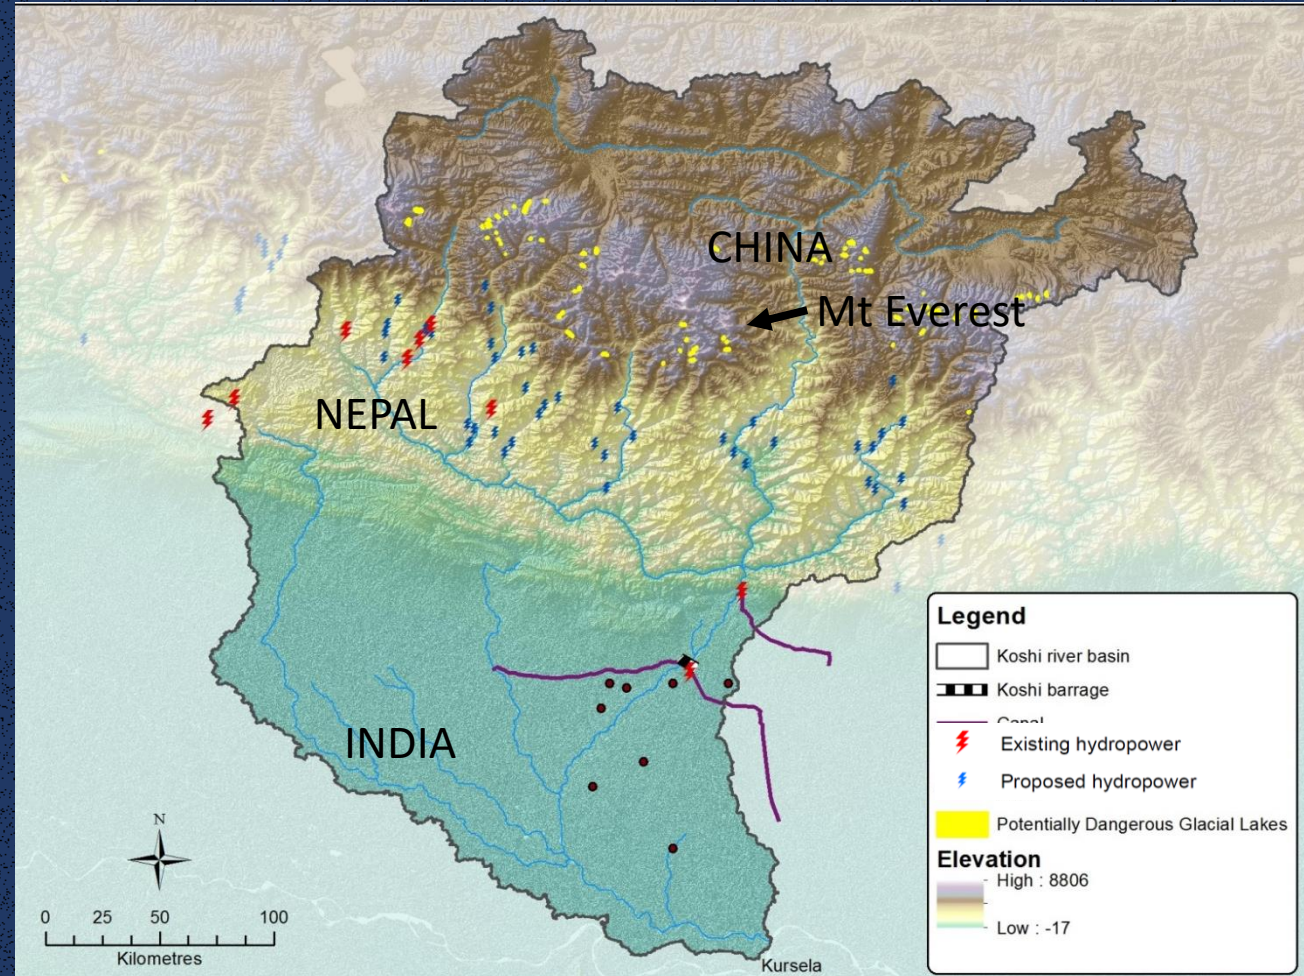 CHINA
Mt Everest
NEPAL
INDIA
N
0 25 50 100
Kilometres
Kursela
Legend
Koshi river basin
Koshi barrage
Canal
Existing hydropower
Proposed hydropower
Potentially Dangerous Glacial Lakes
Elevation
High : 8806
Low : -17